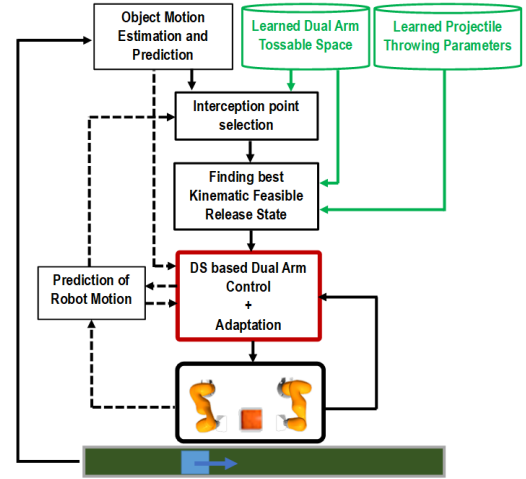 Object Motion
Estimation and
Prediction
Learned Dual Arm
Tossable Space
Learned Projectile
Throwing Parameters
Interception point
selection
Finding best
Kinematic Feasible
Release State
Prediction of
Robot Motion
DS based Dual Arm
Control
+
Adaptation